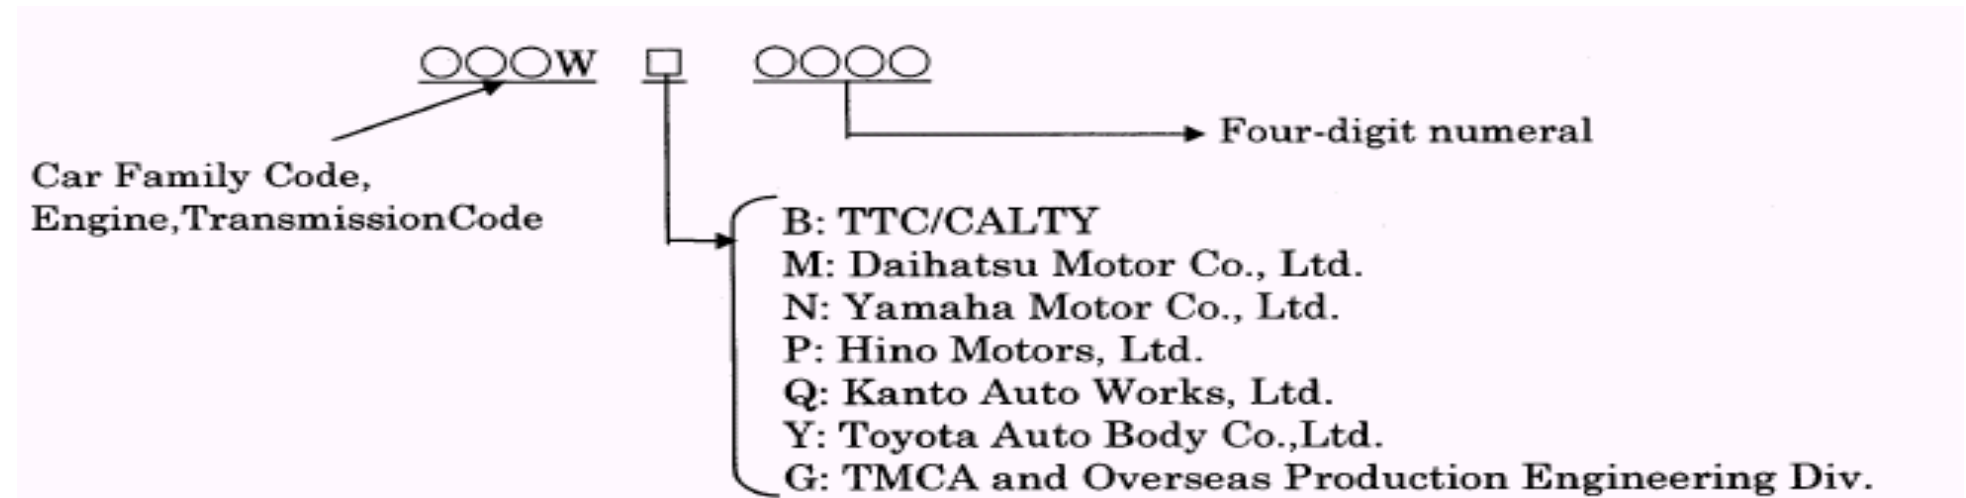 ○○○W □ ○○○○
Four-digit numeral
Car Family Code,
Engine,TransmissionCode
B: TTC/CALTY
M: Daihatsu Motor Co., Ltd.
N: Yamaha Motor Co., Ltd.
P: Hino Motors, Ltd.
Q: Kanto Auto Works, Ltd.
Y: Toyota Auto Body Co.,Ltd.
G: TMCA and Overseas Production Engineering Div.